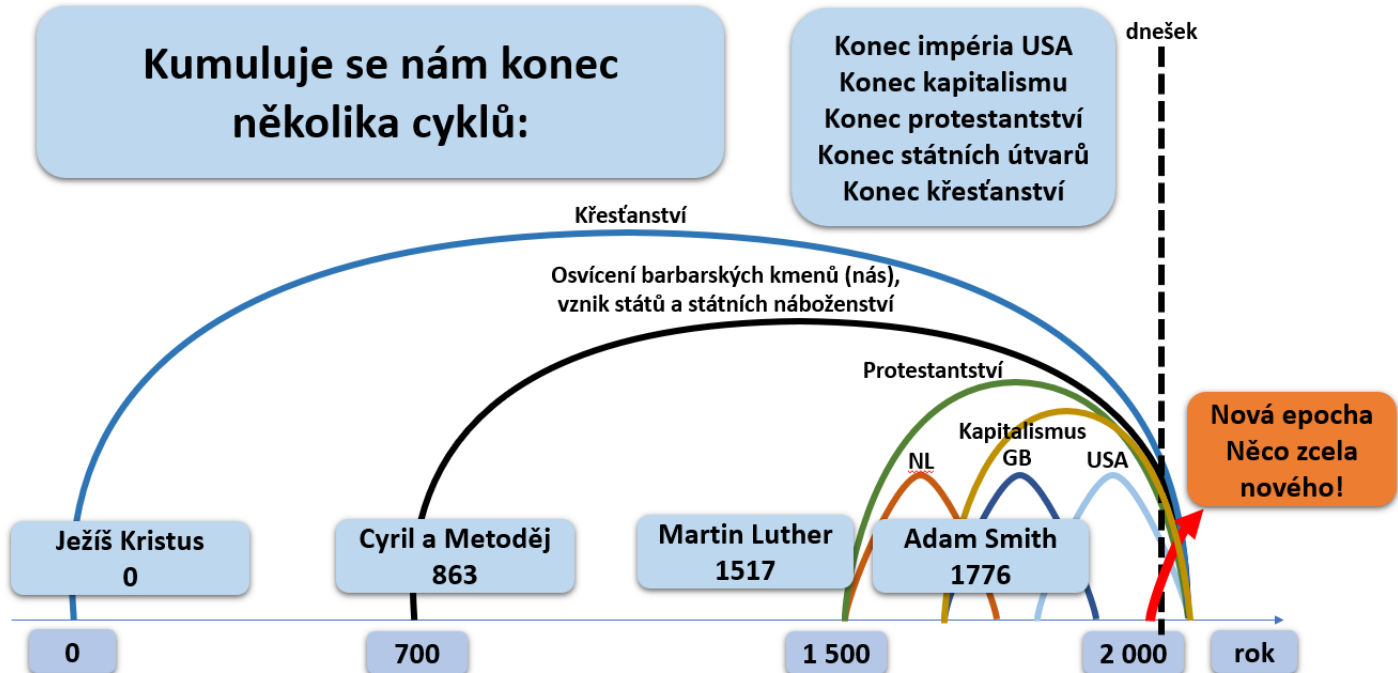 Kumuluje se nám konec
několika cyklů:
Konec impéria USA
Konec kapitalismu
Konec protestantství
Konec státních útvarů
Konec křesťanství
dnešek
Křesťanství
Osvícení barbarských kmenů (nás),
vznik států a státních náboženství
Protestantství
Kapitalismus
NL
GB
USA
Nová epocha
Něco zcela
nového!
Ježíš Kristus
0
Cyril a Metoděj
863
Martin Luther
1517
Adam Smith
1776
0
700
1 500
2 000
rok